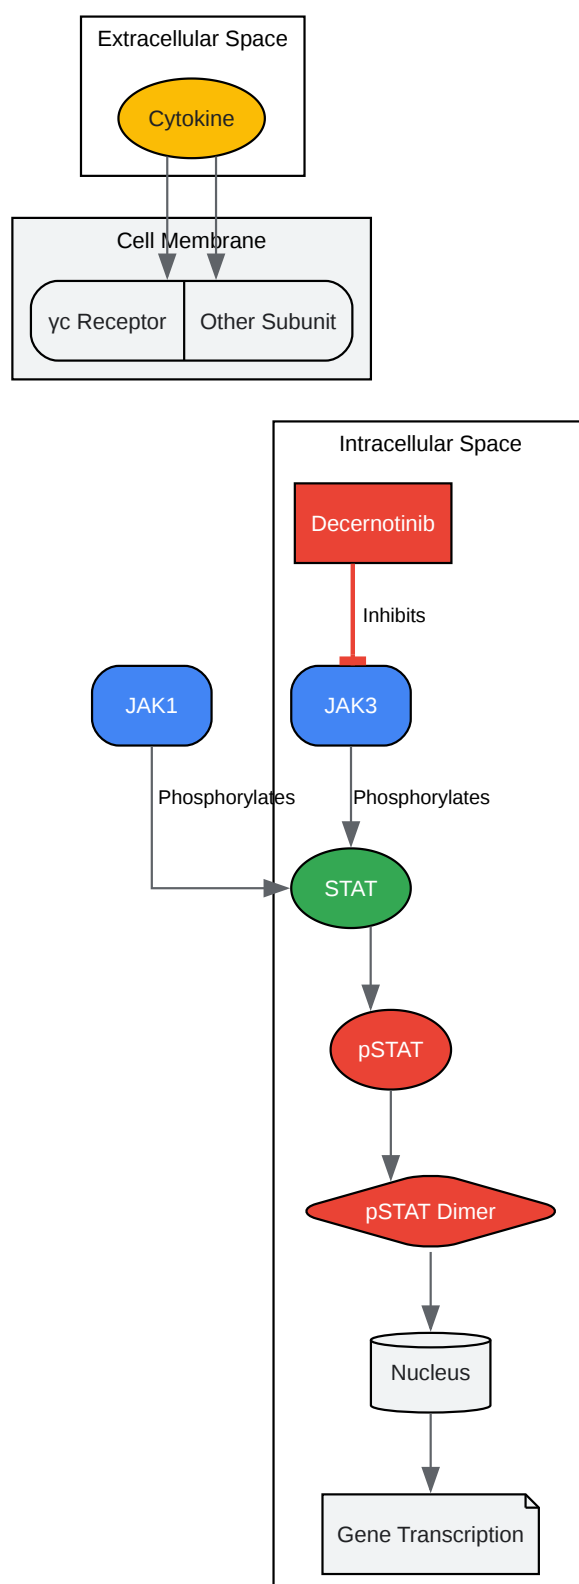 Extracellular Space
Cytokine
Cell Membrane
γc Receptor
Other Subunit
Intracellular Space
Decernotinib
Inhibits
JAK1
JAK3
Phosphorylates
Phosphorylates
STAT
pSTAT
pSTAT Dimer
Nucleus
Gene Transcription